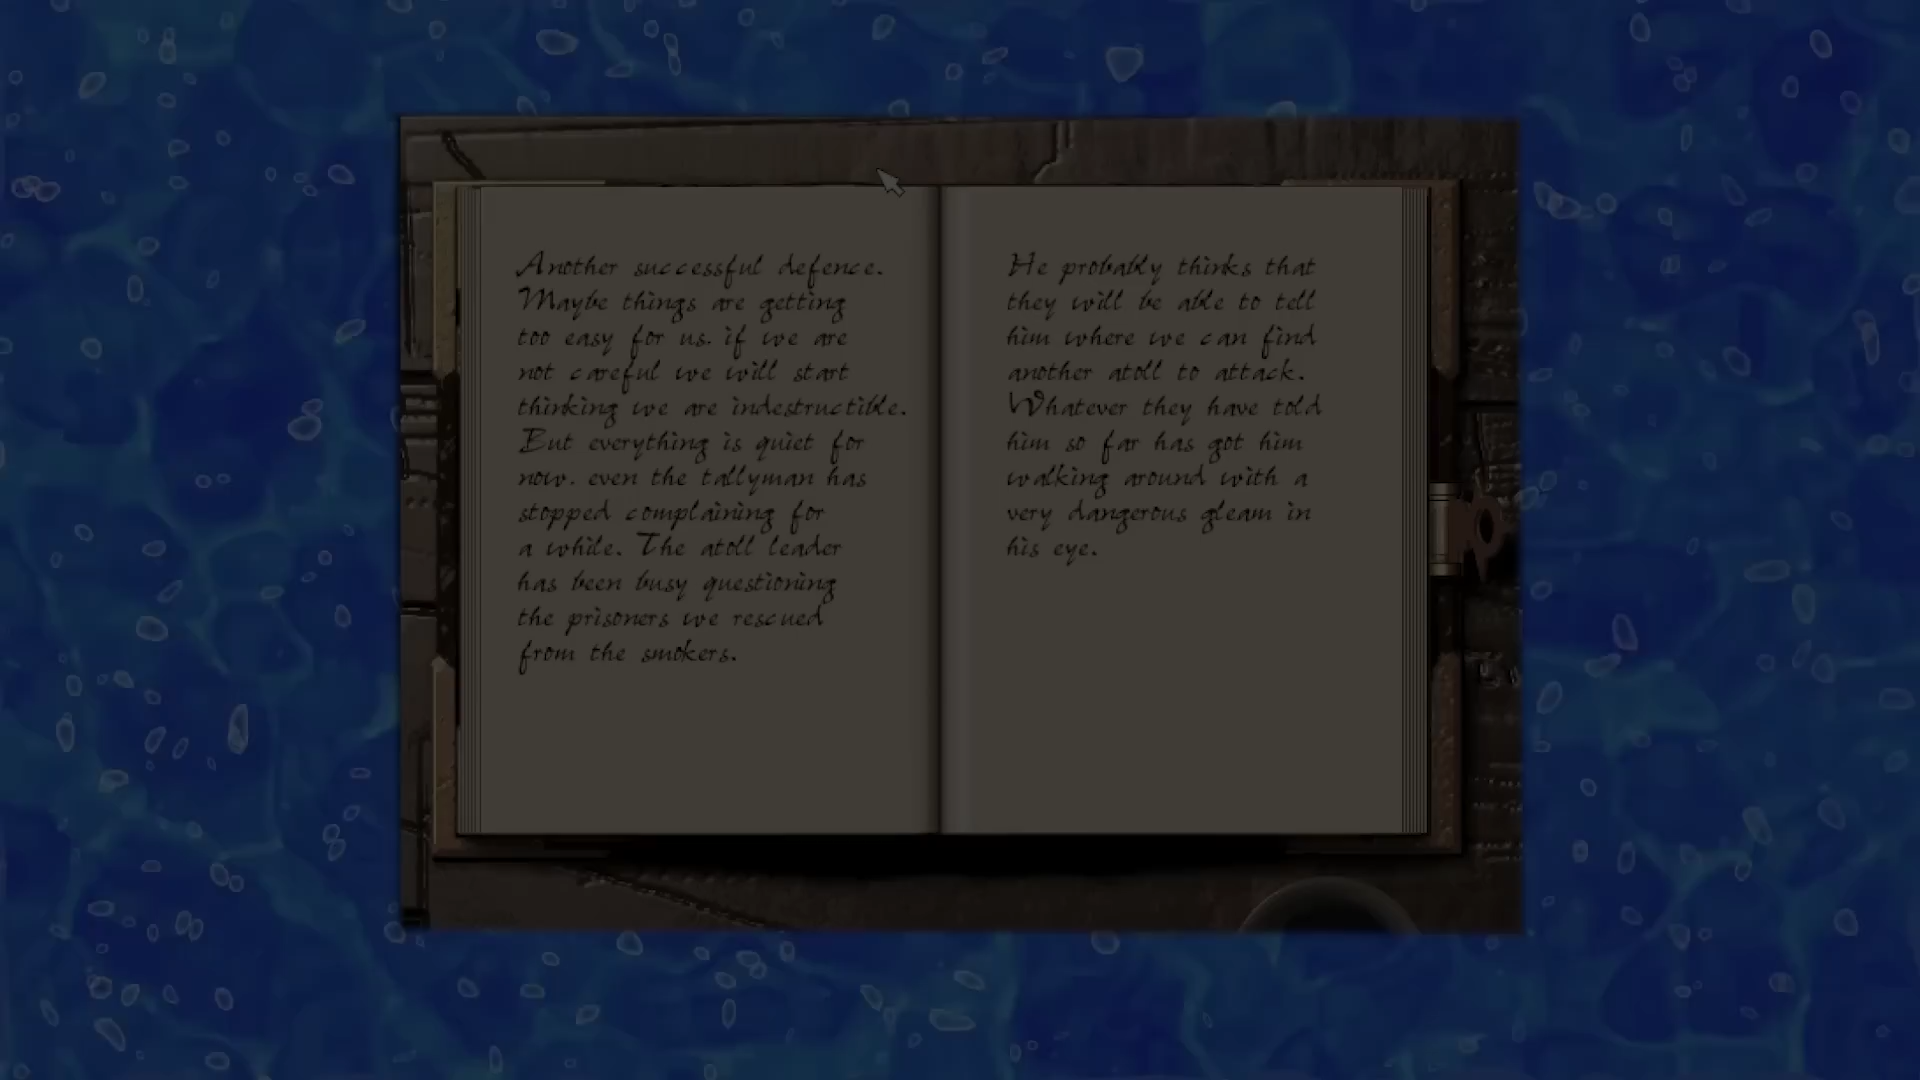 Another successful defence.
Maybe things are getting
too easy for us. if we are
not careful we will start
thinking we are indestructible.
But everything is quiet for
now. even the tallyman has
stopped complaining for
a while. The atoll leader
has been busy questioning
the prisoners we rescued
from the smokers.
He probably thinks that
they will be able to tell
him where we can find
another atoll to attack.
Whatever they have told
him so far has got him
walking around with a
very dangerous gleam in
his eye.